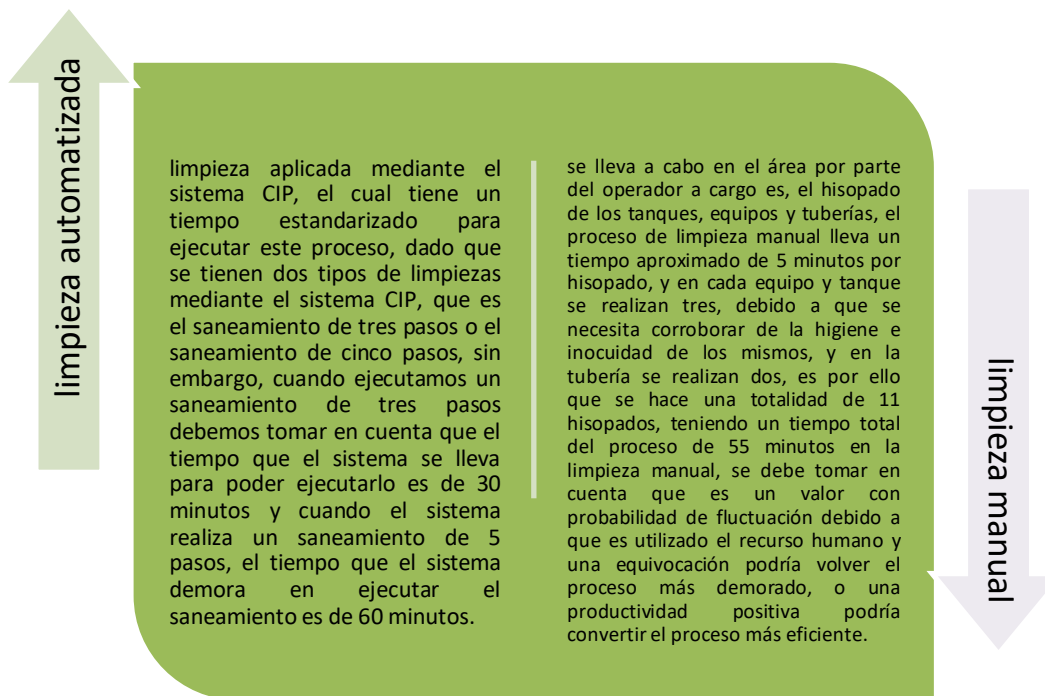 limpieza automatizada
limpieza aplicada mediante el
sistema CIP, el cual tiene un
tiempo estandarizado para
ejecutar este proceso, dado que
se tienen dos tipos de limpiezas
mediante el sistema CIP, que es
el saneamiento de tres pasos o el
saneamiento de cinco pasos, sin
embargo, cuando ejecutamos un
saneamiento de tres pasos
debemos tomar en cuenta que el
tiempo que el sistema se lleva
para poder ejecutarlo es de 30
minutos y cuando el sistema
realiza un saneamiento de 5
pasos, el tiempo que el sistema
demora en ejecutar el
saneamiento es de 60 minutos.
se lleva a cabo en el área por parte
del operador a cargo es, el hisopado
de los tanques, equipos y tuberías, el
proceso de limpieza manual lleva un
tiempo aproximado de 5 minutos por
hisopado, y en cada equipo y tanque
se realizan tres, debido a que se
necesita corroborar de la higiene e
inocuidad de los mismos, y en la
tubería se realizan dos, es por ello
que se hace una totalidad de 11
hisopados, teniendo un tiempo total
del proceso de 55 minutos en la
limpieza manual, se debe tomar en
cuenta que es un valor con
probabilidad de fluctuación debido a
que es utilizado el recurso humano y
una equivocación podría volver el
proceso más demorado, o una
productividad positiva podría
convertir el proceso más eficiente.
limpieza manual